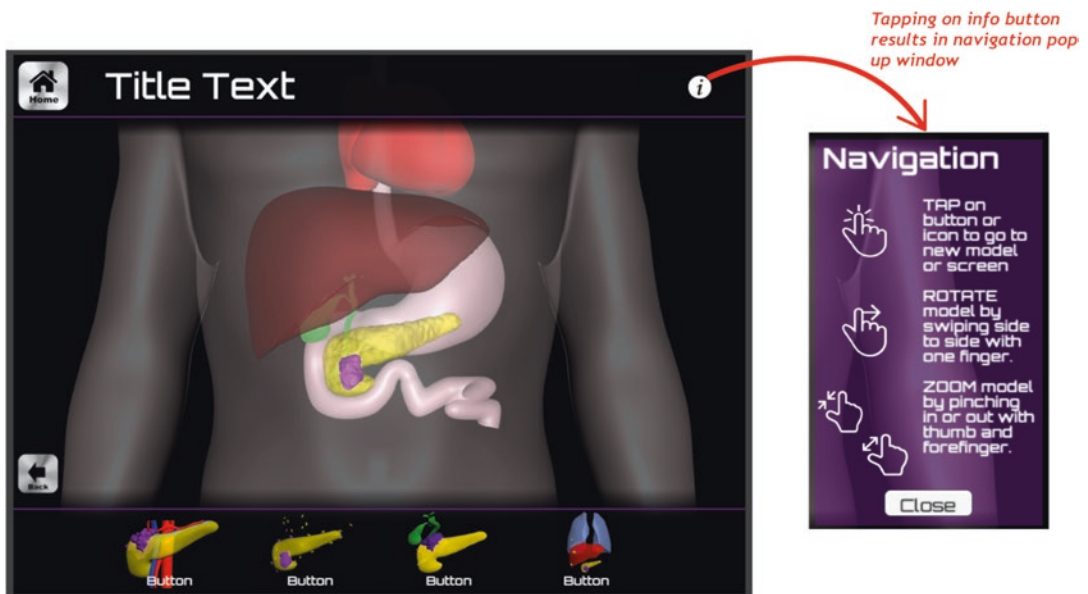 Tapping on info button
results in navigation pop
up window
Home
Title Text
i
Navigation
TAP on
button or
icon to go to
new model
or screen
ROTATE
model by
swiping side
to side with
one finger.
ZOOM model
by pinching
in or out with
thumb and
forefinger.
Close
Back
Button
Button
Button
Button